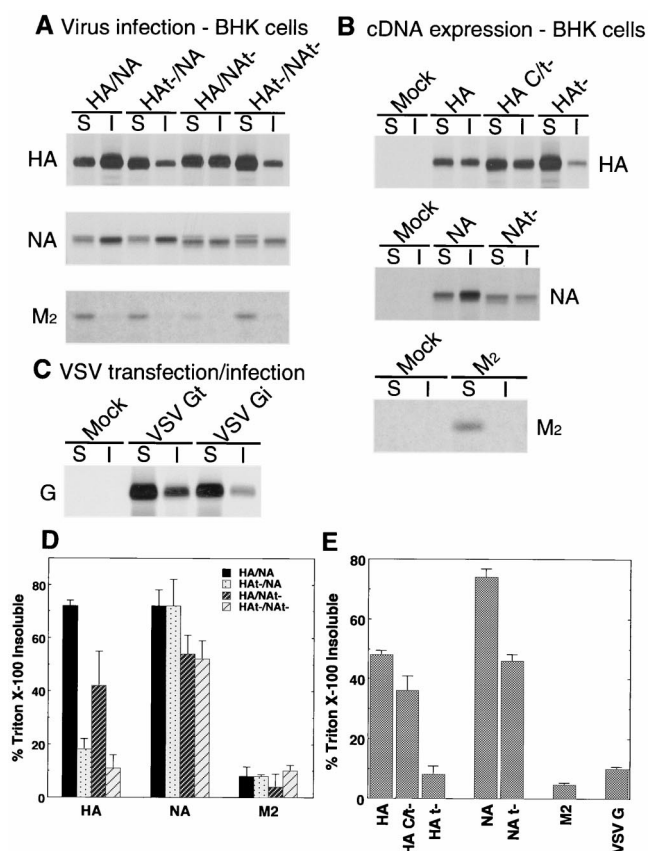 A Virus infection - BHK cells
HA/NA HAt-/NA HA/NAt- HAt-/NAt-
S I S I S I S I
HA
NA
M2
B cDNA expression - BHK cells
Mock HA HA C/t- HAt-
S I S I S I S I
HA
Mock NA NAt-
S I S I S I
NA
Mock M2
S I S I
M2
C VSV transfection/infection
Mock VSV Gt VSV Gi
S I S I S I
G
D
% Triton X-100 Insoluble
80
60
40
20
0
HA/NA
HAt-/NA
HA/NAt-
HAt-/NAt-
HA NA M2
E
% Triton X-100 Insoluble
80
60
40
20
0
HA HA C/t- HA t- NA NA t- M2 VSV G